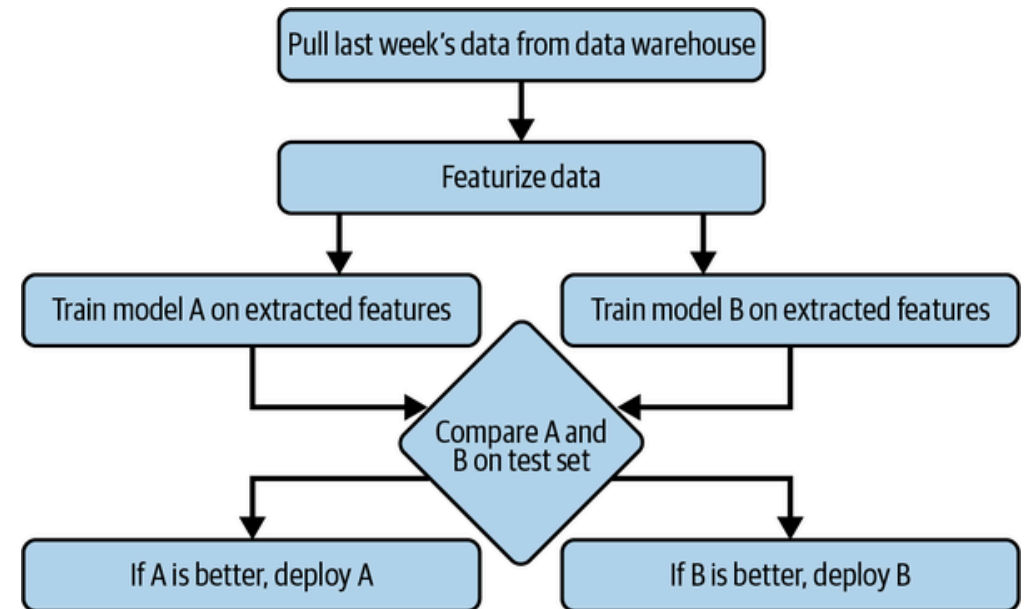 Pull last week’s data from data warehouse
Featurize data
Train model A on extracted features
Train model B on extracted features
Compare A and
B on test set
If A is better, deploy A
If B is better, deploy B